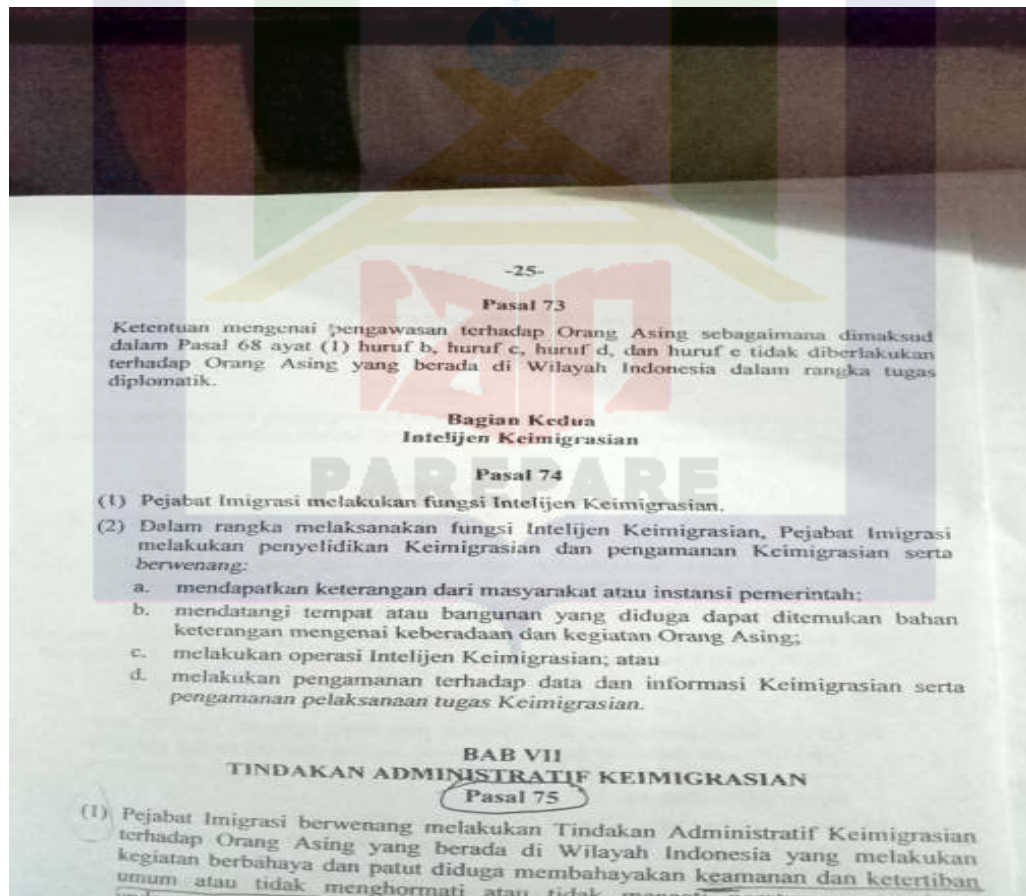 -25-
Pasal 73
Ketentuan mengenai pengawasan terhadap Orang Asing sebagaimana dimaksud
dalam Pasal 68 ayat (1) huruf b, huruf c, huruf d, dan huruf e tidak diberlakukan
terhadap Orang Asing yang berada di Wilayah Indonesia dalam rangka tugas
diplomatik.
Bagian Kedua
Intelijen Keimigrasian
PAREPARE
Pasal 74
(1) Pejabat Imigrasi melakukan fungsi Intelijen Keimigrasian.
(2) Dalam rangka melaksanakan fungsi Intelijen Keimigrasian, Pejabat Imigrasi
melakukan penyelidikan Keimigrasian dan pengamanan Keimigrasian serta
berwenang:
a. mendapatkan keterangan dari masyarakat atau instansi pemerintah;
b. mendatangi tempat atau bangunan yang diduga dapat ditemukan bahan
keterangan mengenai keberadaan dan kegiatan Orang Asing;
c. melakukan operasi Intelijen Keimigrasian; atau
d. melakukan pengamanan terhadap data dan informasi Keimigrasian serta
pengamanan pelaksanaan tugas Keimigrasian.
BAB VII
TINDAKAN ADMINISTRATIF KEIMIGRASIAN
Pasal 75
(1) Pejabat Imigrasi berwenang melakukan Tindakan Administratif Keimigrasian
terhadap Orang Asing yang berada di Wilayah Indonesia yang melakukan
kegiatan berbahaya dan patut diduga membahayakan keamanan dan ketertiban
umum atau tidak menghormati atau tidak